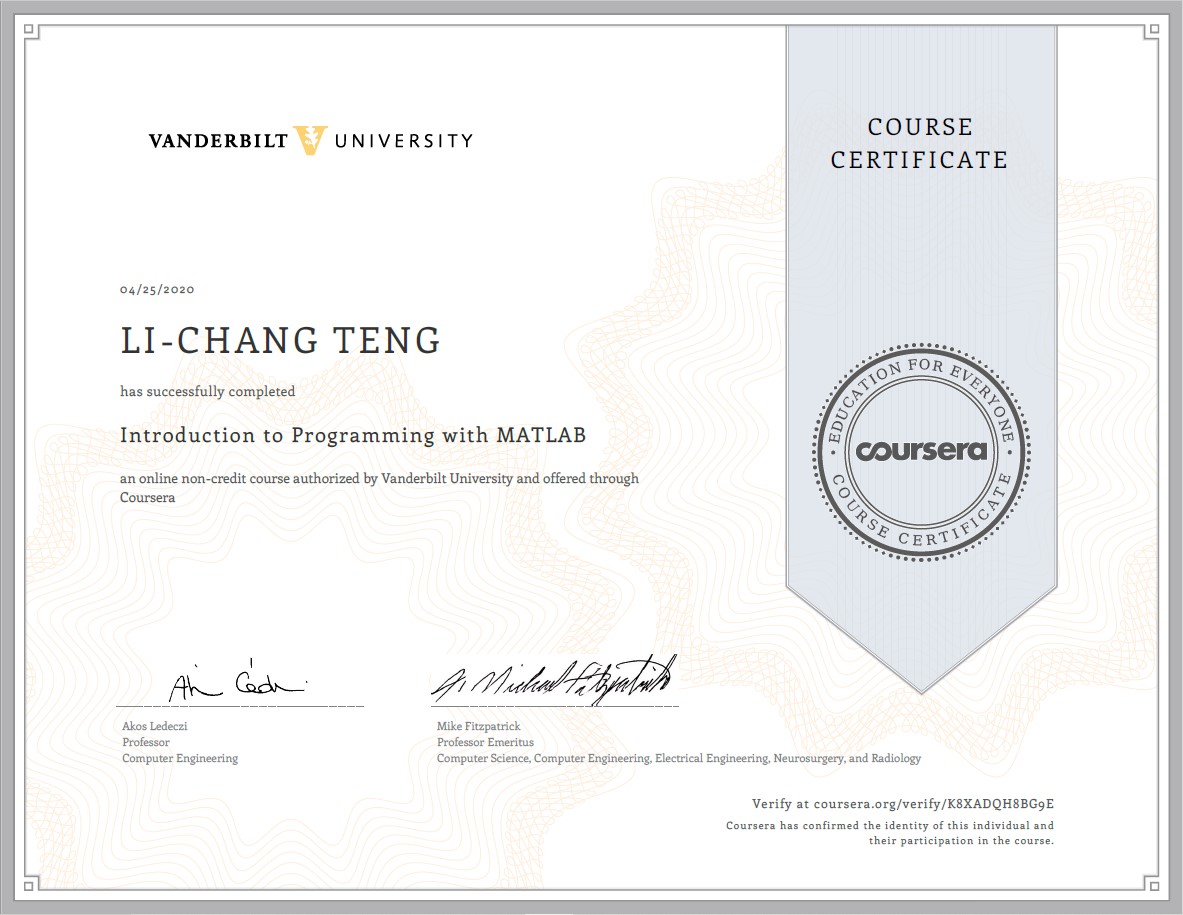 VANDERBILT UNIVERSITY
COURSE
CERTIFICATE
04/25/2020
LI-CHANG TENG
has successfully completed
Introduction to Programming with MATLAB
an online non-credit course authorized by Vanderbilt University and offered through
Coursera
EDUCATION FOR EVERYONE
coursera
COURSE CERTIFICATE
Akos Ledeczi
Professor
Computer Engineering
Mike Fitzpatrick
Professor Emeritus
Computer Science, Computer Engineering, Electrical Engineering, Neurosurgery, and Radiology
Verify at coursera.org/verify/K8XADQH8BG9E
Coursera has confirmed the identity of this individual and
their participation in the course.